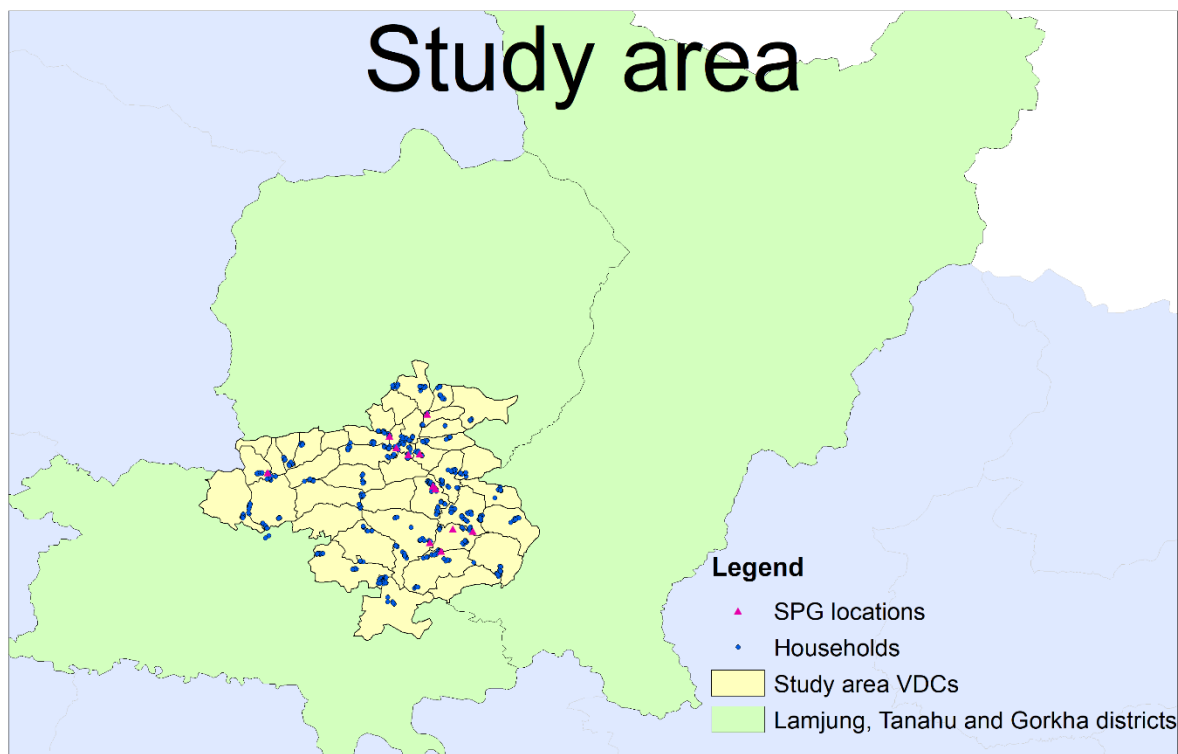 Study area
Legend
SPG locations
Households
Study area VDCs
Lamjung, Tanahu and Gorkha districts